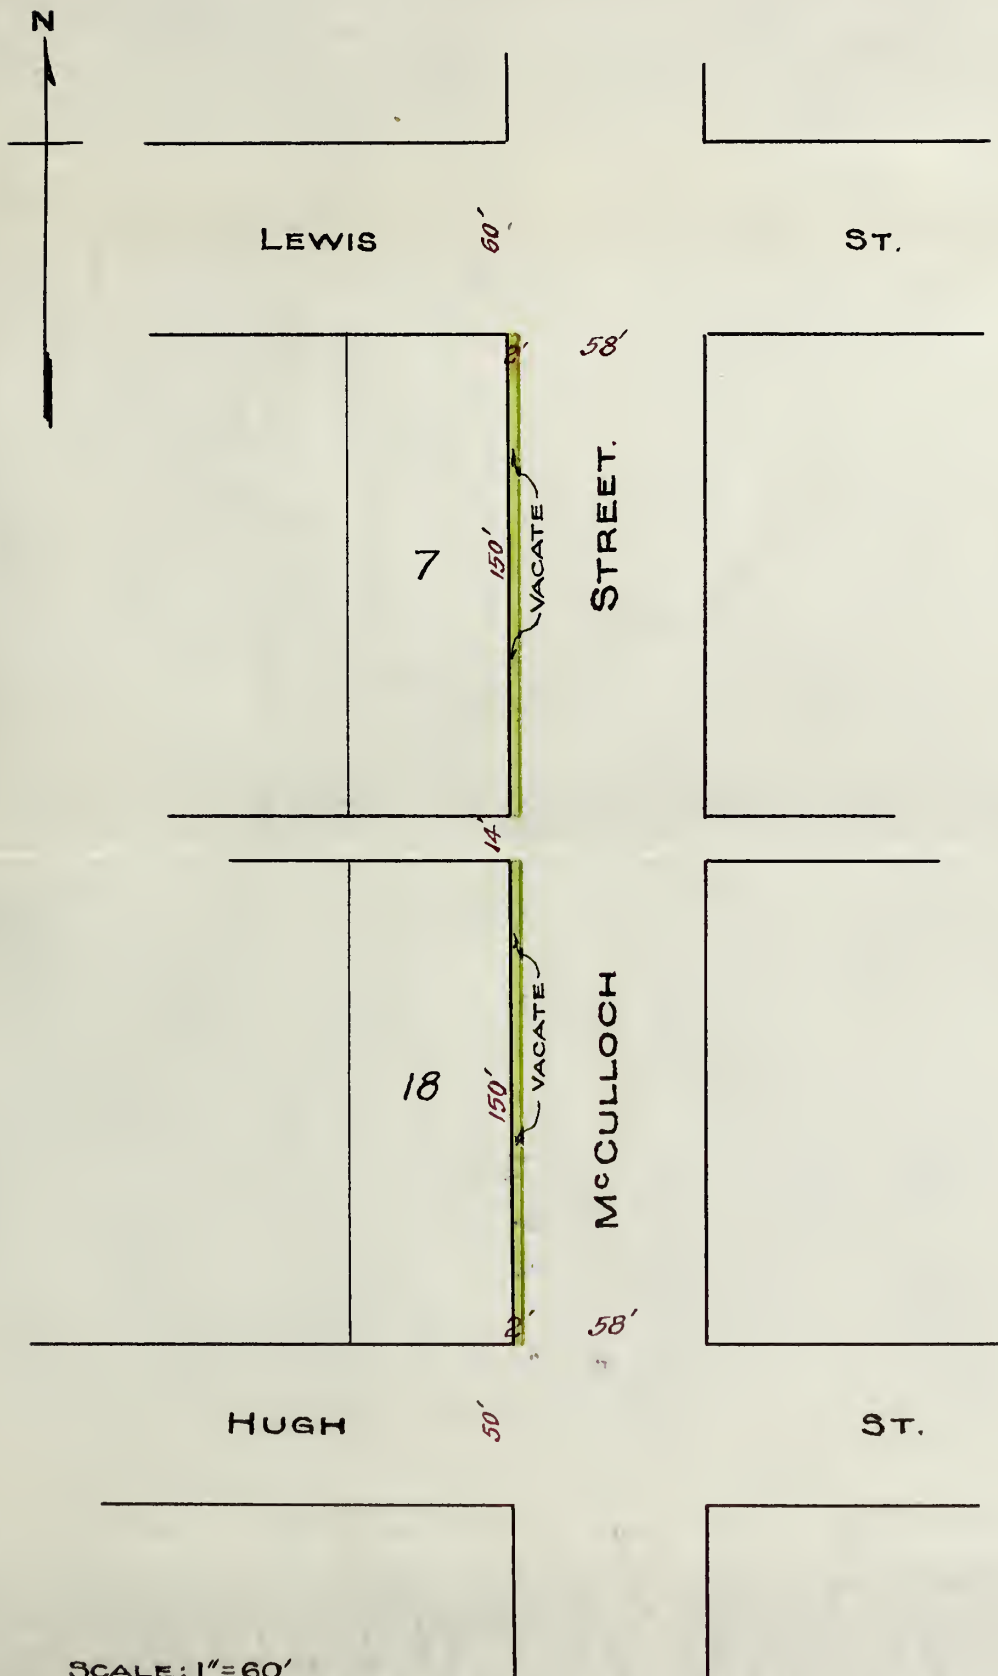 N
LEWIS
60'
ST.
2'
58'
7
150'
VACATE
STREET.
14'
18
150'
VACATE
McCULLOCH
2'
58'
HUGH
50'
ST.
SCALE: 1"=60'